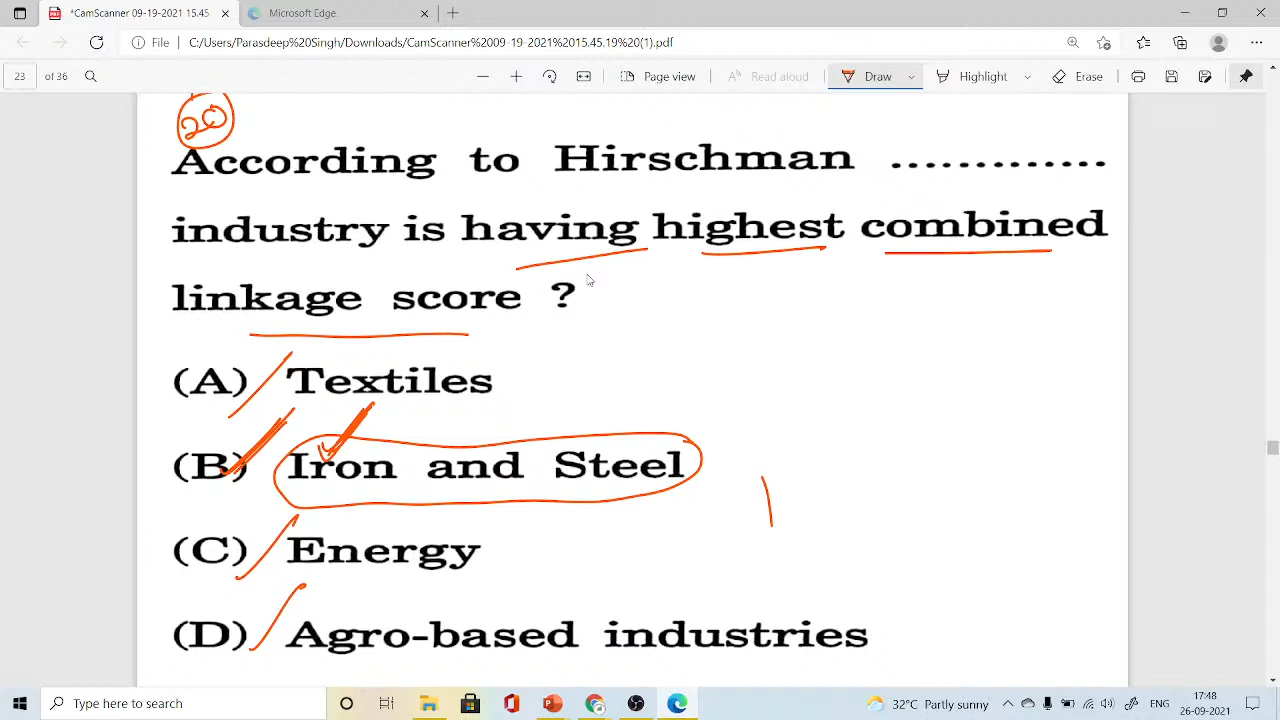 *CamScanner 09-19-2021 15.45
Microsoft Edge
File C:/Users/Parasdeep%20Singh/Downloads/CamScanner%2009-19-2021%2015.45.19%20(1).pdf
23 of 36 Page view Read aloud Draw Highlight Erase
20
According to Hirschman .............
industry is having highest combined
linkage score ?
(A) Textiles
(B) Iron and Steel
(C) Energy
(D) Agro-based industries
Type here to search
32°C Partly sunny
ENG
17:48
26-09-2021